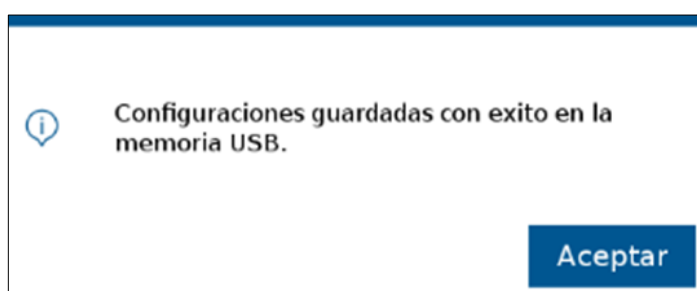 Configuraciones guardadas con exito en la
memoria USB.
Aceptar